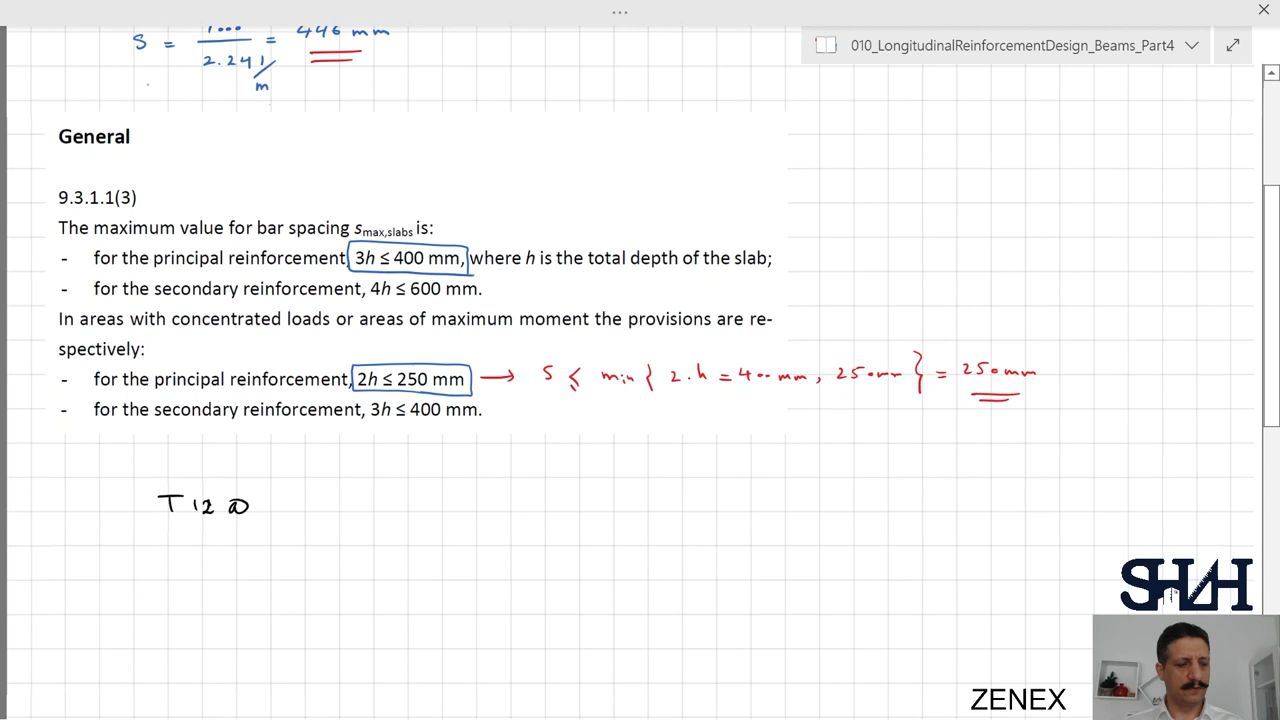 S = 1000 / 2.241/m = 446 mm
010_LongitudinalReinforcementDesign_Beams_Part4
General
9.3.1.1(3)
The maximum value for bar spacing smax,slabs is:
- for the principal reinforcement, 3h ≤ 400 mm, where h is the total depth of the slab;
- for the secondary reinforcement, 4h ≤ 600 mm.
In areas with concentrated loads or areas of maximum moment the provisions are re-
spectively:
- for the principal reinforcement, 2h ≤ 250 mm → S ≤ min { 2.h = 400 mm, 250 mm } = 250 mm
- for the secondary reinforcement, 3h ≤ 400 mm.
T 12 @
SHZH
ZENEX